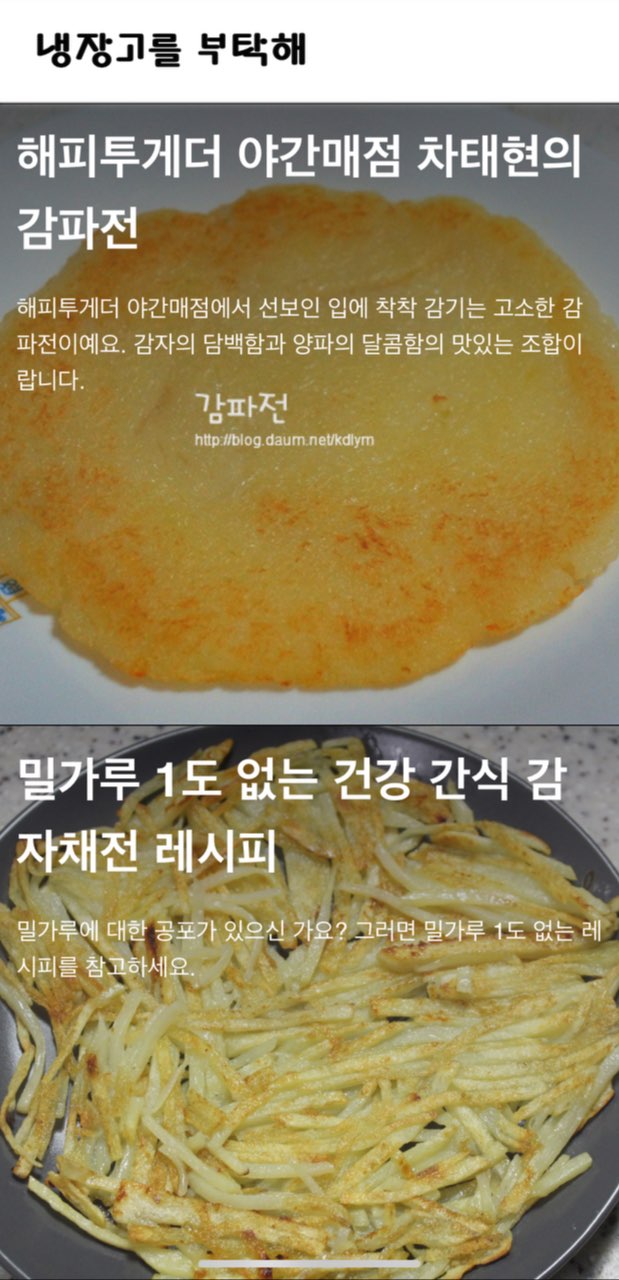 냉장고를 부탁해
해피투게더 야간매점 차태현의
감파전
해피투게더 야간매점에서 선보인 입에 착착 감기는 고소한 감
파전이예요. 감자의 담백함과 양파의 달콤함의 맛있는 조합이
랍니다.
감파전
http://blog.daum.net/kdlym
밀가루 1도 없는 건강 간식 감
자채전 레시피
밀가루에 대한 공포가 있으신 가요? 그러면 밀가루 1도 없는 레
시피를 참고하세요.